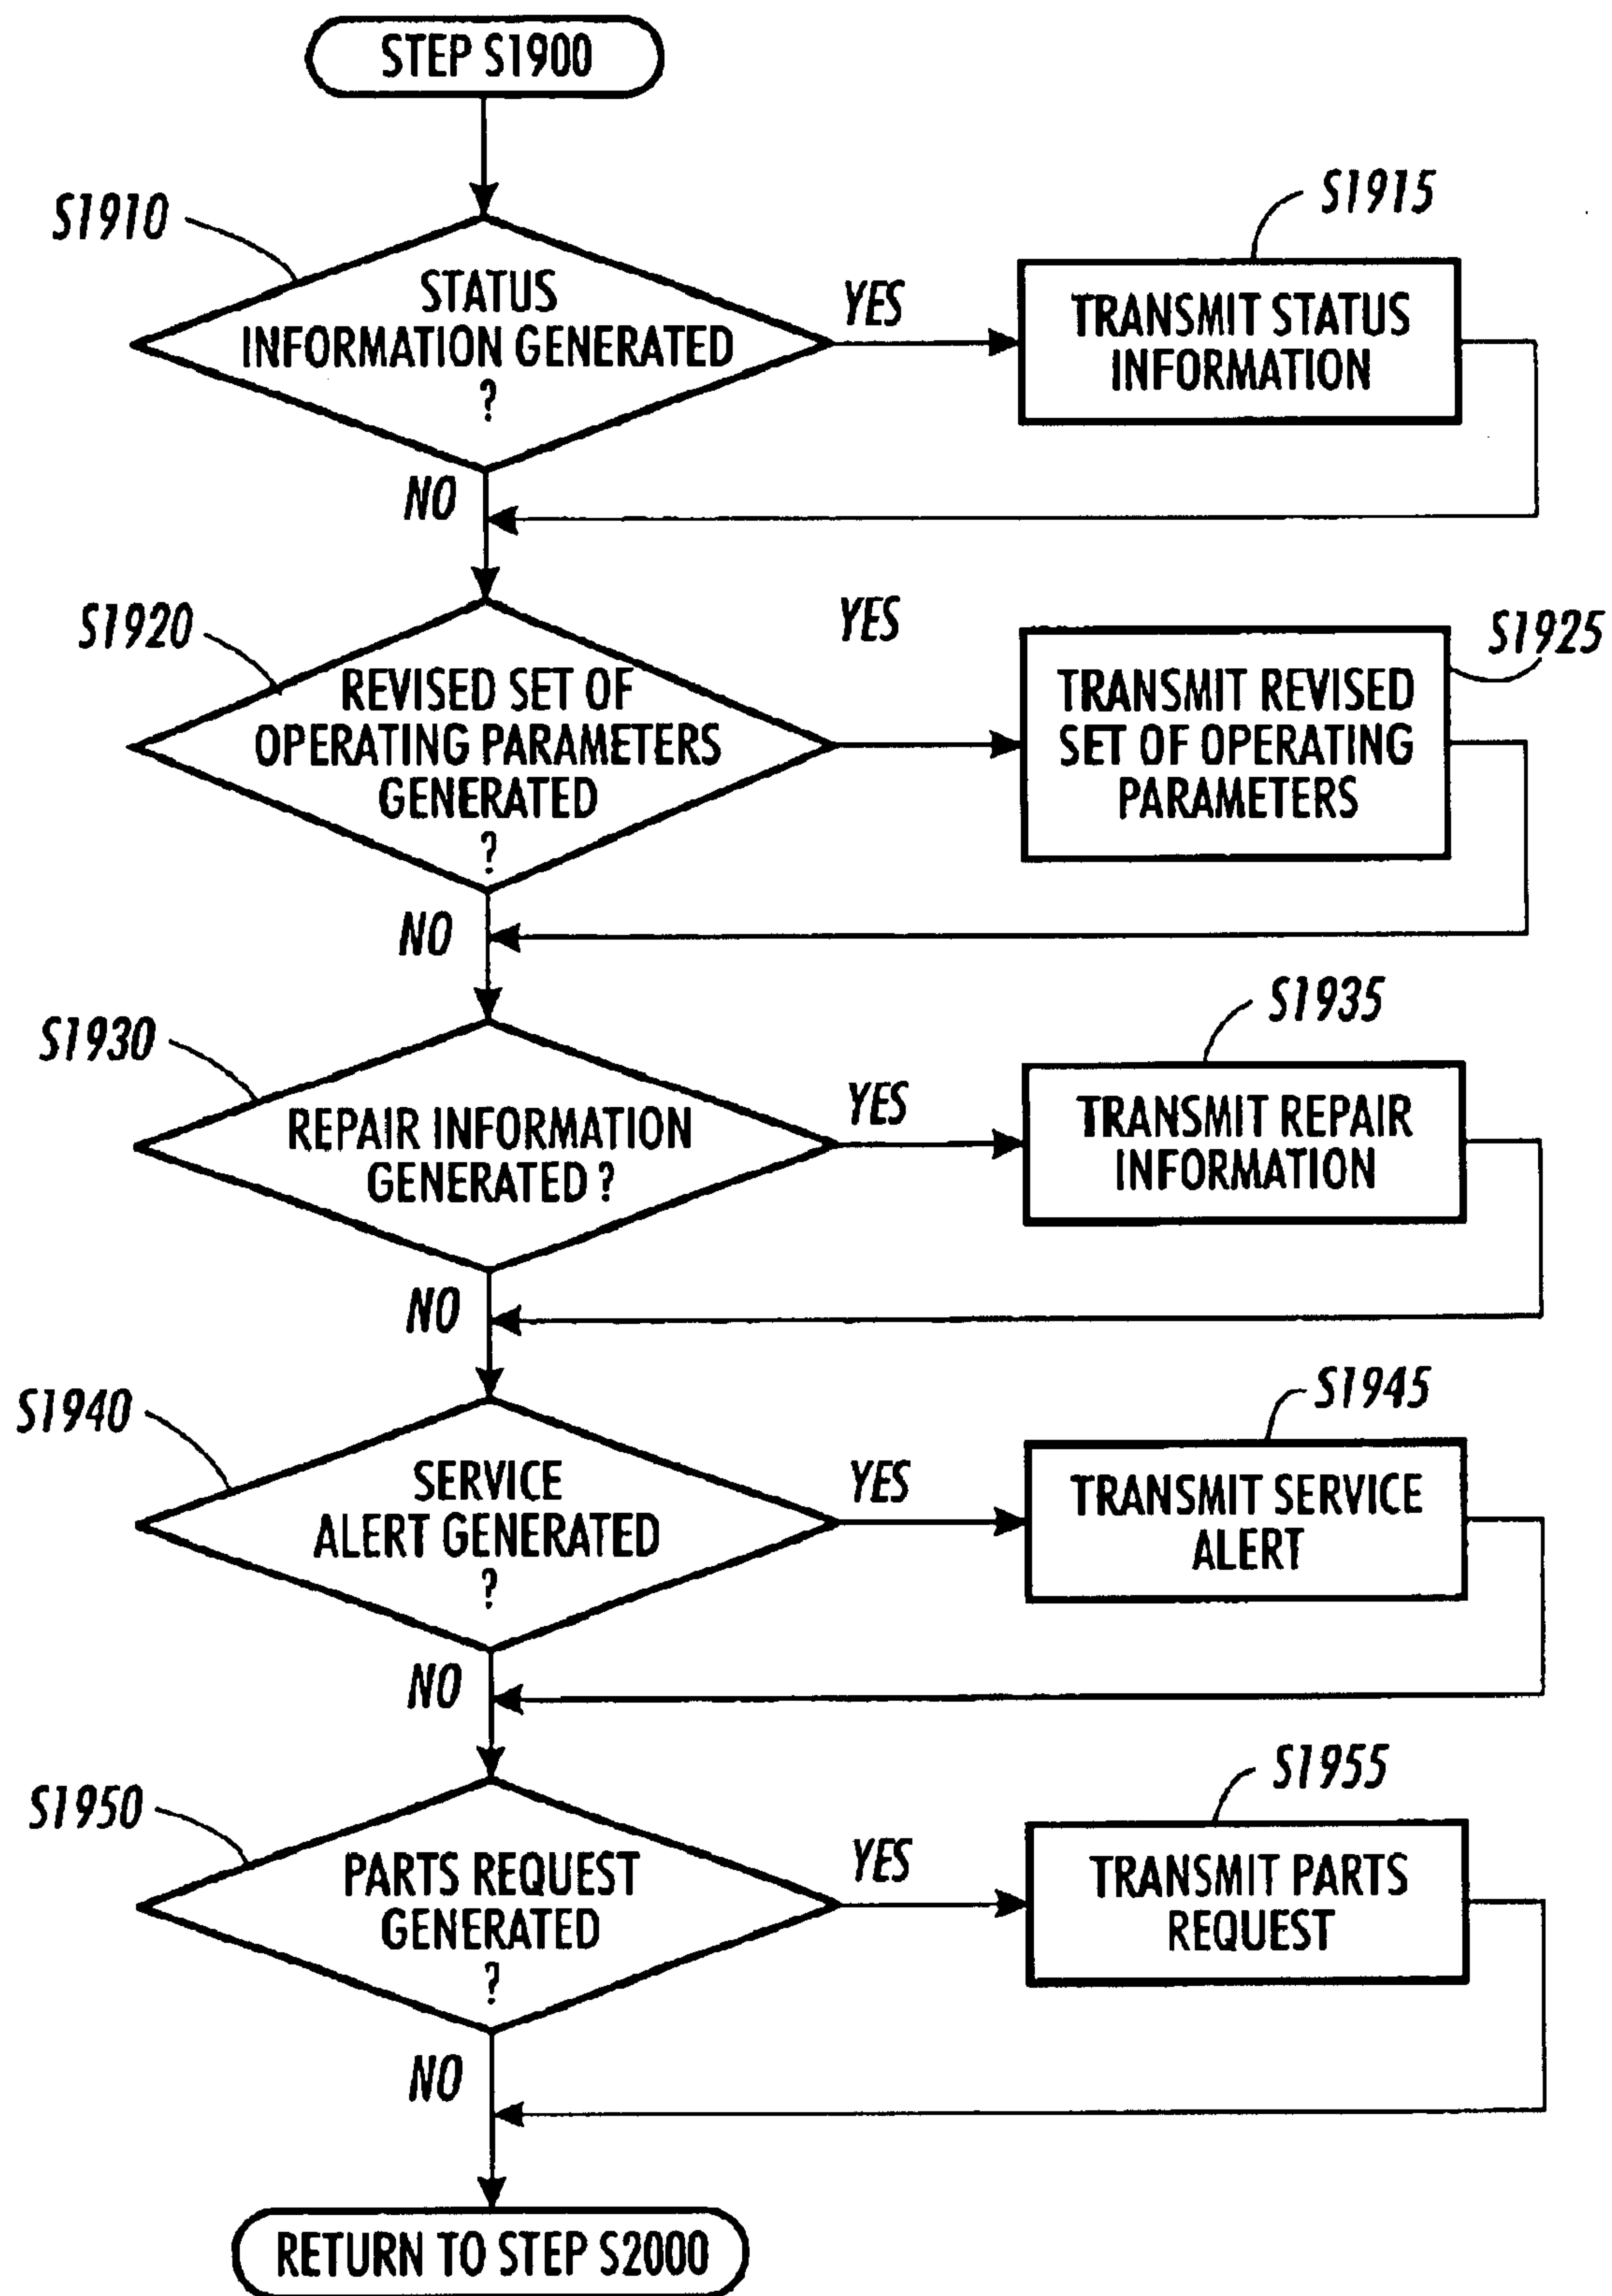 STEP S1900
S1910
STATUS
INFORMATION GENERATED
?
YES
S1915
TRANSMIT STATUS
INFORMATION
NO
S1920
REVISED SET OF
OPERATING PARAMETERS
GENERATED
?
YES
S1925
TRANSMIT REVISED
SET OF OPERATING
PARAMETERS
NO
S1930
REPAIR INFORMATION
GENERATED ?
YES
S1935
TRANSMIT REPAIR
INFORMATION
NO
S1940
SERVICE
ALERT GENERATED
?
YES
S1945
TRANSMIT SERVICE
ALERT
NO
S1950
PARTS REQUEST
GENERATED
?
YES
S1955
TRANSMIT PARTS
REQUEST
NO
RETURN TO STEP S2000